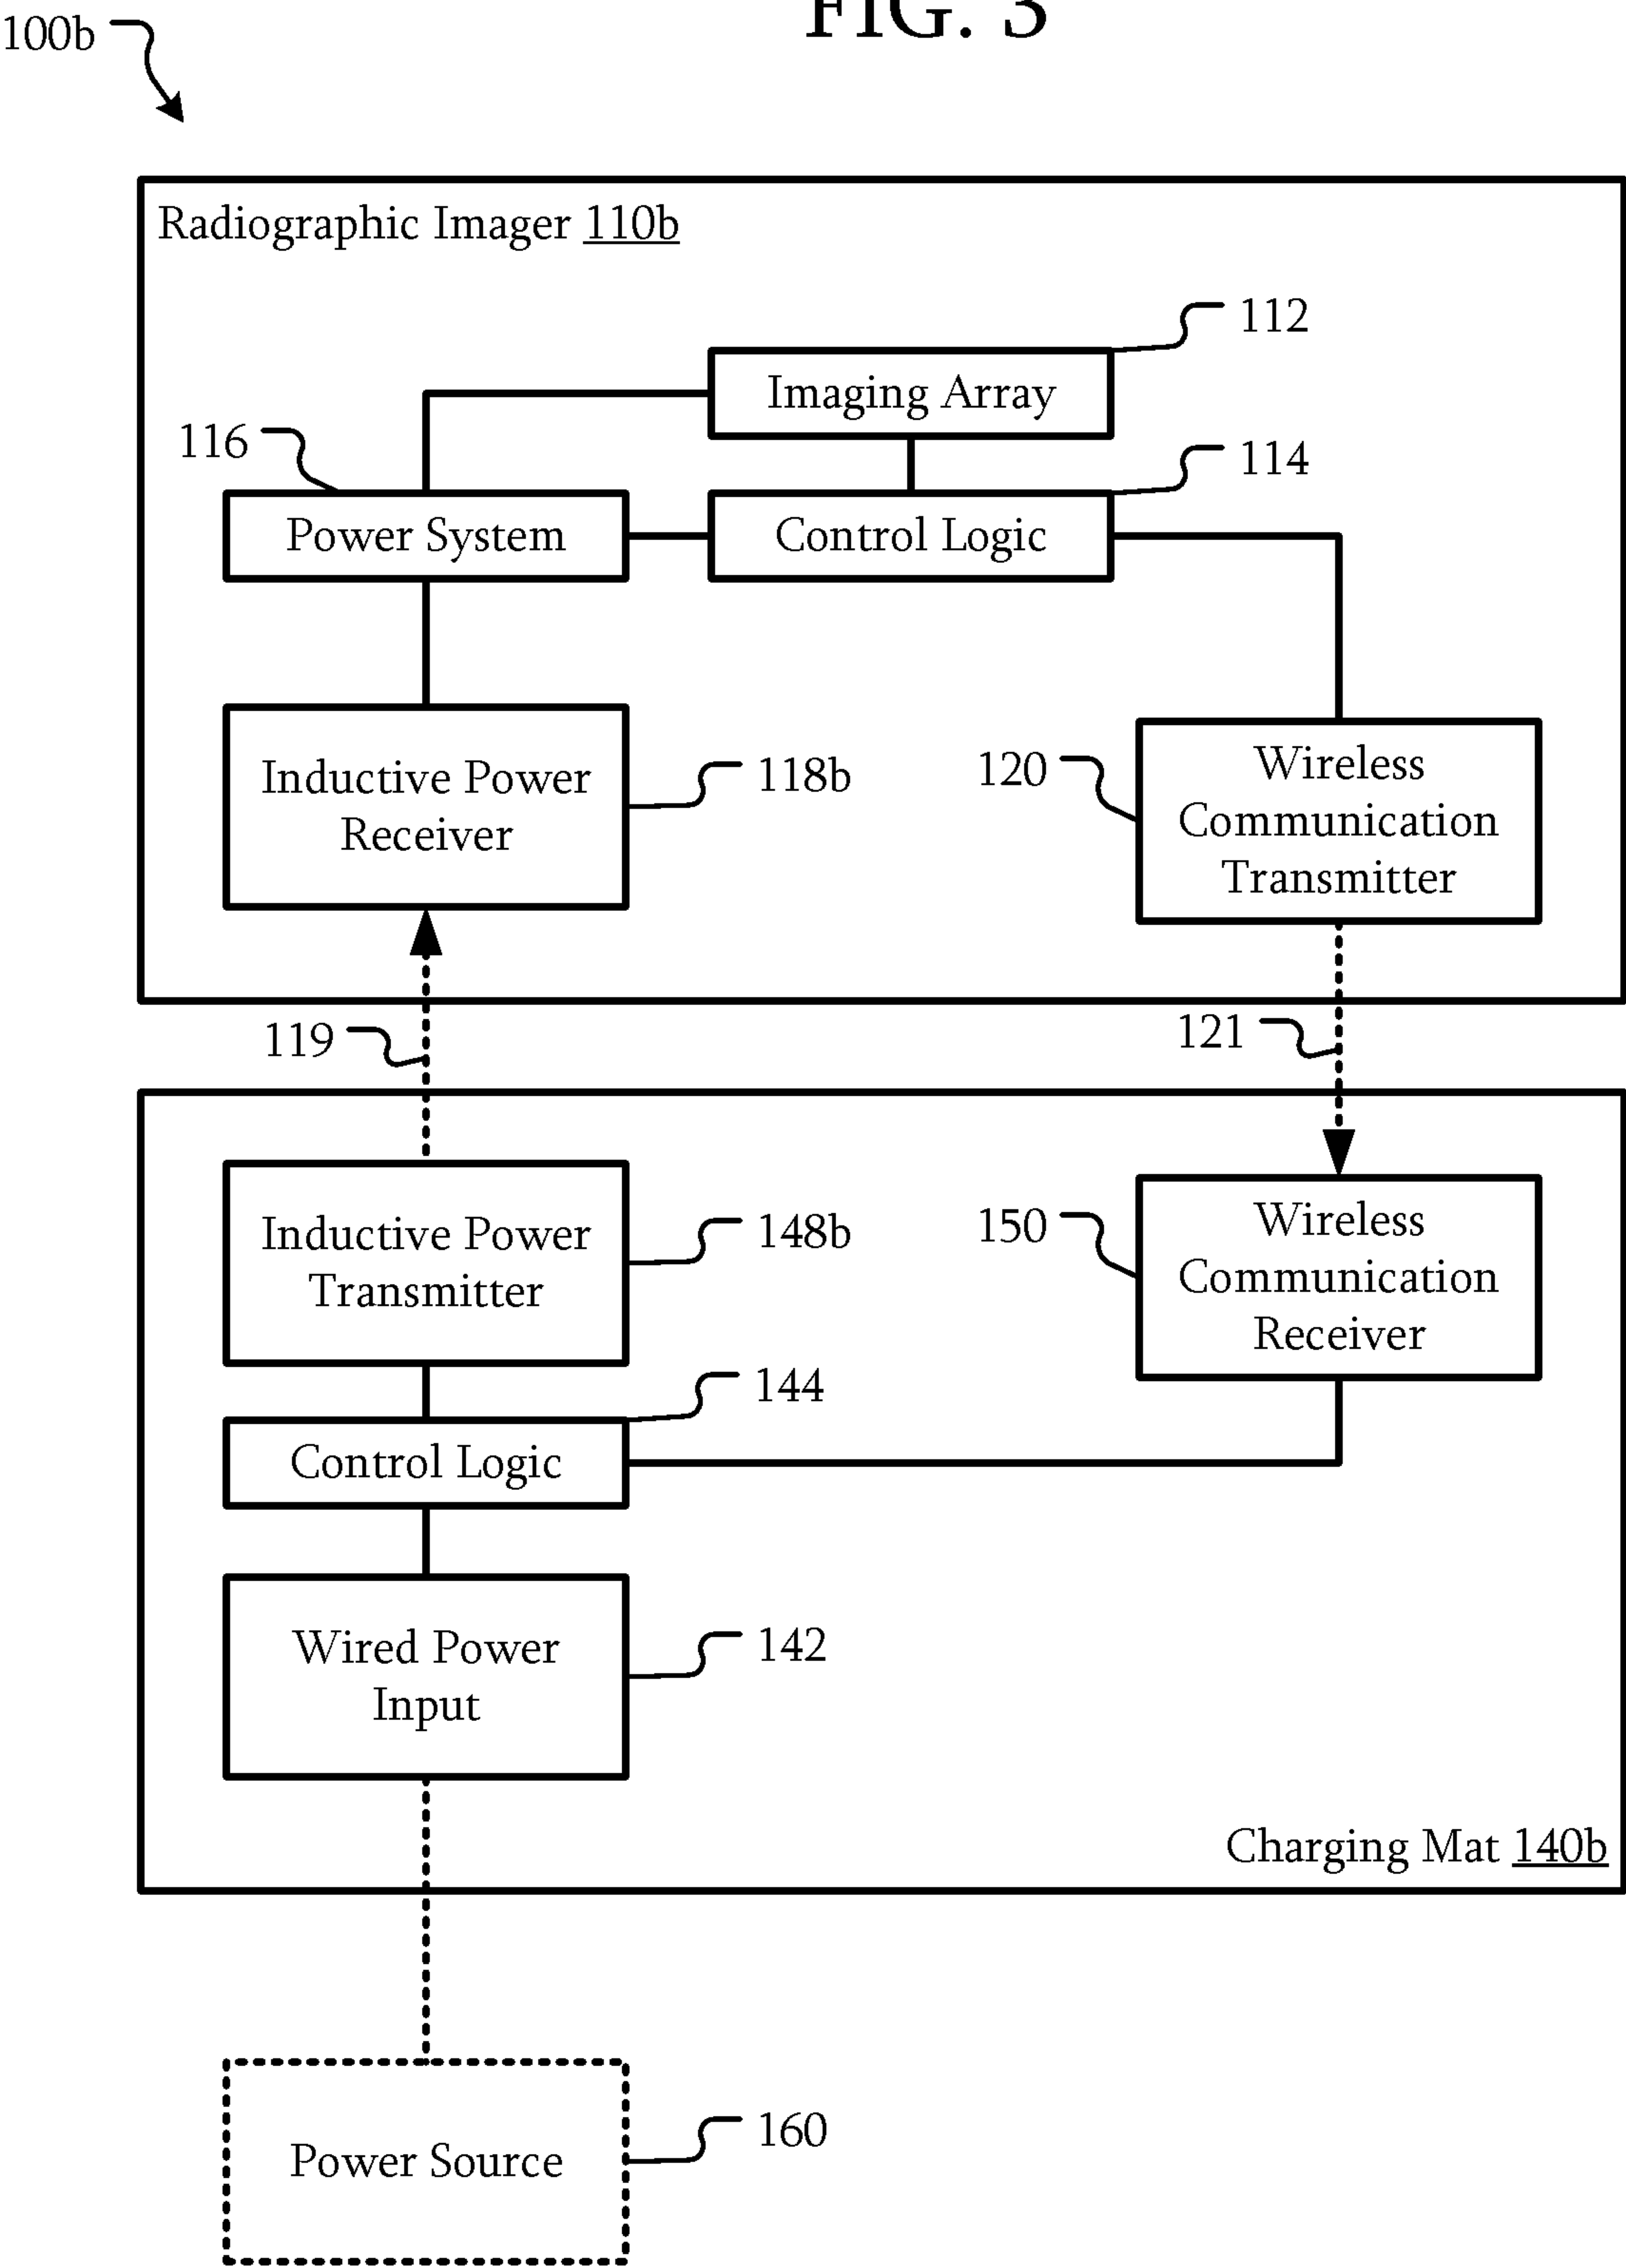 FIG. 3
100b
Radiographic Imager 110b
112
Imaging Array
116
114
Power System
Control Logic
Inductive Power
Receiver
118b
120
Wireless
Communication
Transmitter
119
121
Inductive Power
Transmitter
148b
150
Wireless
Communication
Receiver
144
Control Logic
Wired Power
Input
142
Charging Mat 140b
Power Source
160